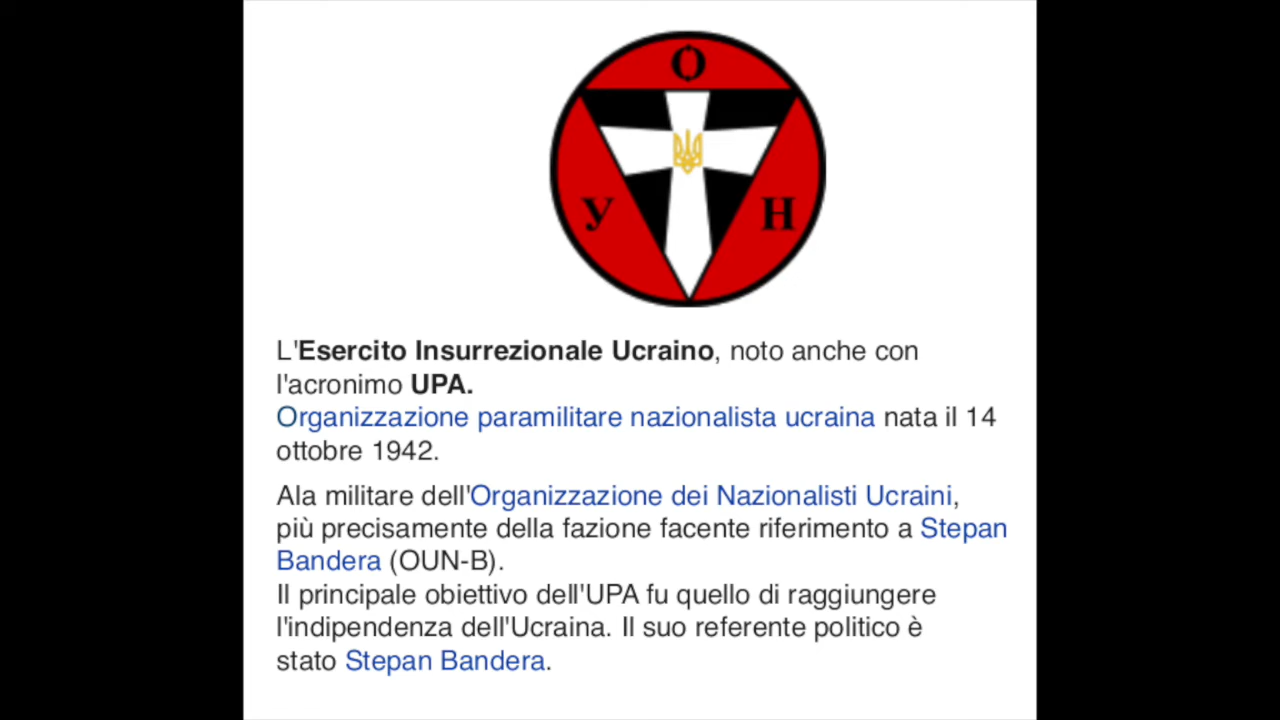 О
У Н
L'Esercito Insurrezionale Ucraino, noto anche con
l'acronimo UPA.
Organizzazione paramilitare nazionalista ucraina nata il 14
ottobre 1942.
Ala militare dell'Organizzazione dei Nazionalisti Ucraini,
più precisamente della fazione facente riferimento a Stepan
Bandera (OUN-B).
Il principale obiettivo dell'UPA fu quello di raggiungere
l'indipendenza dell'Ucraina. Il suo referente politico è
stato Stepan Bandera.